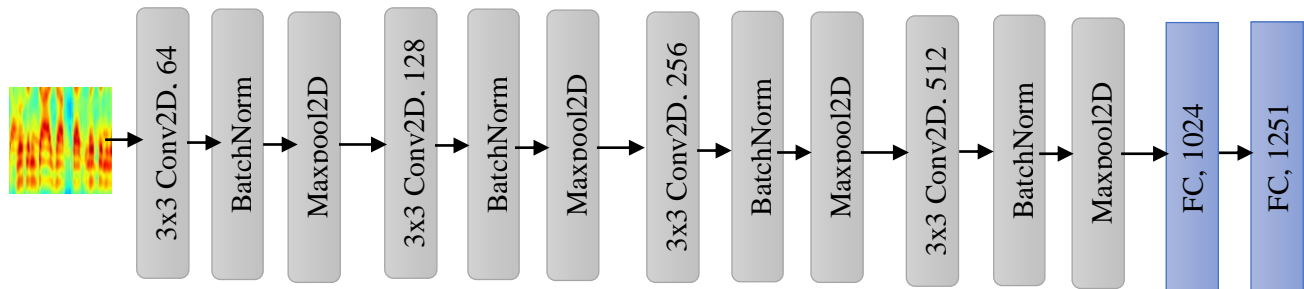 3x3 Conv2D, 64
BatchNorm
Maxpool2D
3x3 Conv2D, 128
BatchNorm
Maxpool2D
3x3 Conv2D, 256
BatchNorm
Maxpool2D
3x3 Conv2D, 512
BatchNorm
Maxpool2D
FC, 1024
FC, 1251